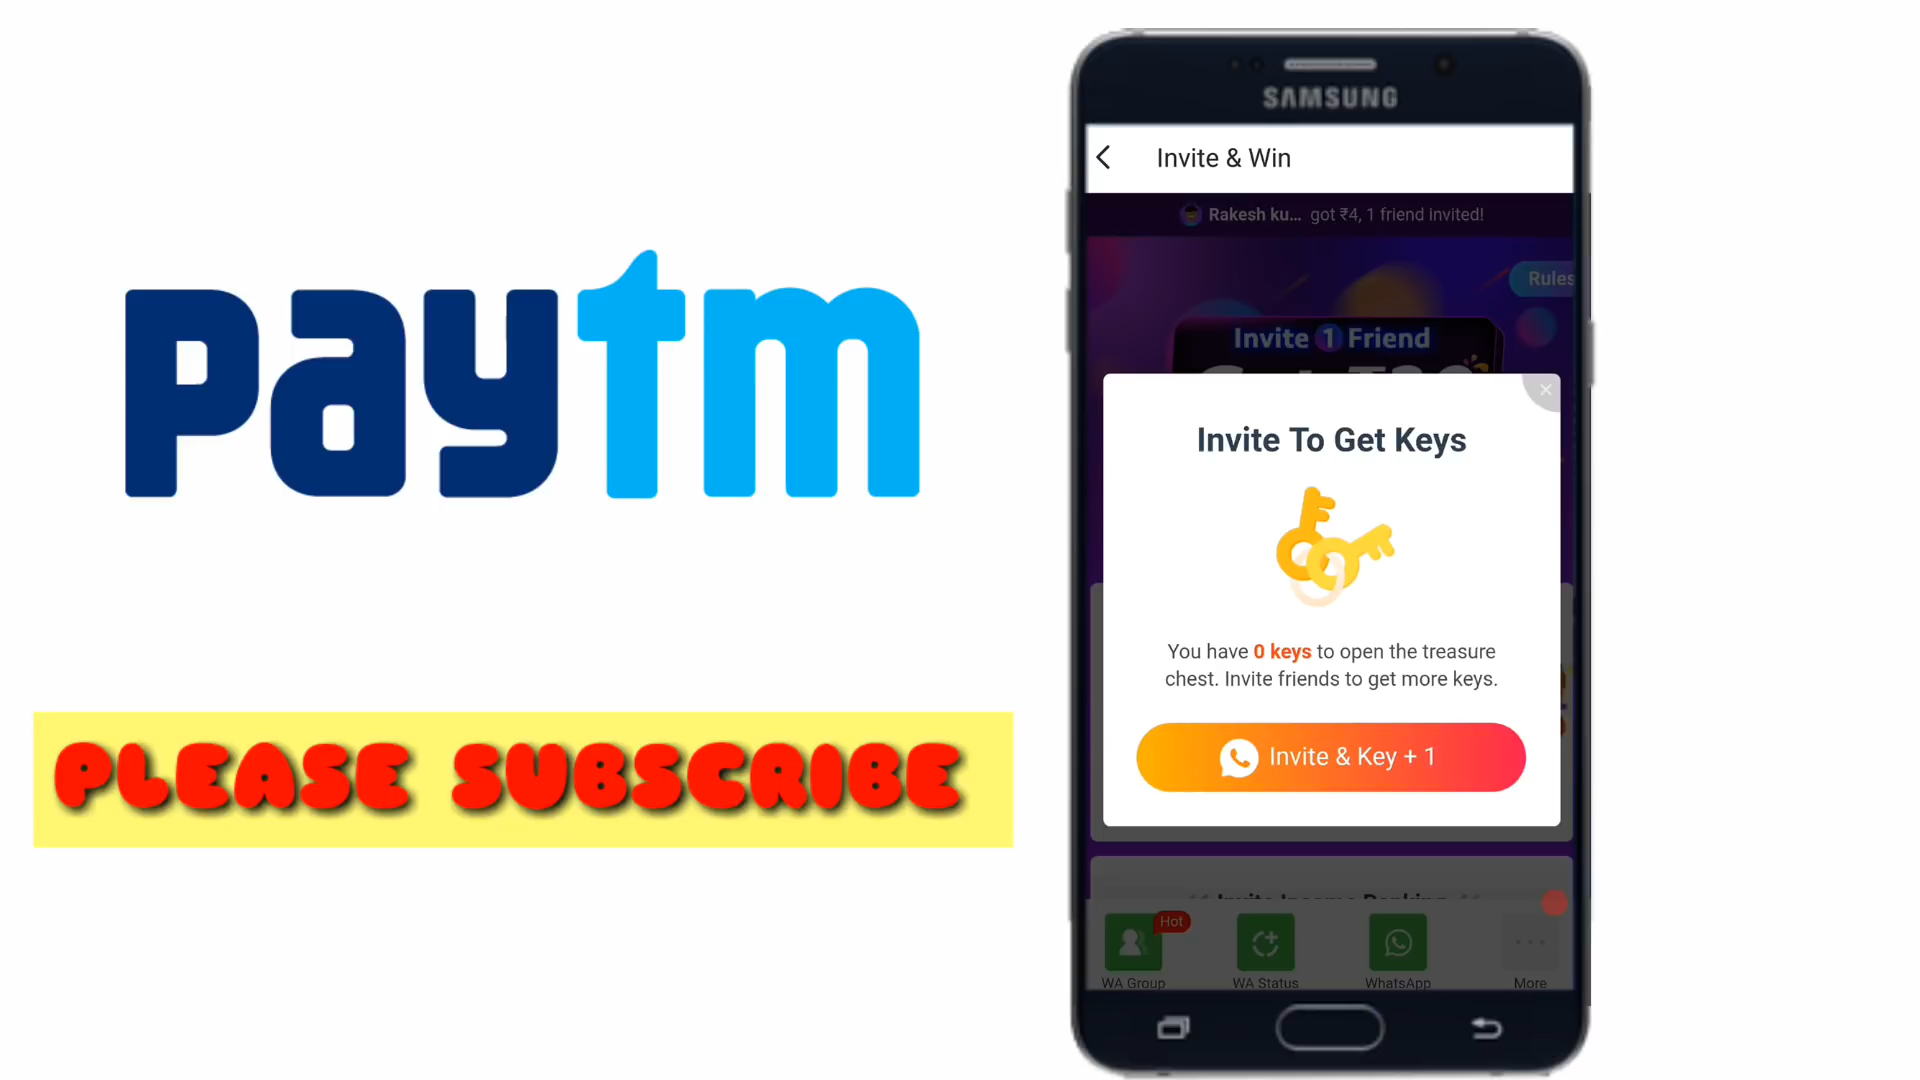 paytm
PLEASE SUBSCRIBE
SAMSUNG
Invite & Win
Rakesh ku... got ₹4, 1 friend invited!
Rules
Invite 1 Friend
Invite To Get Keys
You have 0 keys to open the treasure
chest. Invite friends to get more keys.
Invite & Key + 1
Hot
WA Group
WA Status
WhatsApp
More